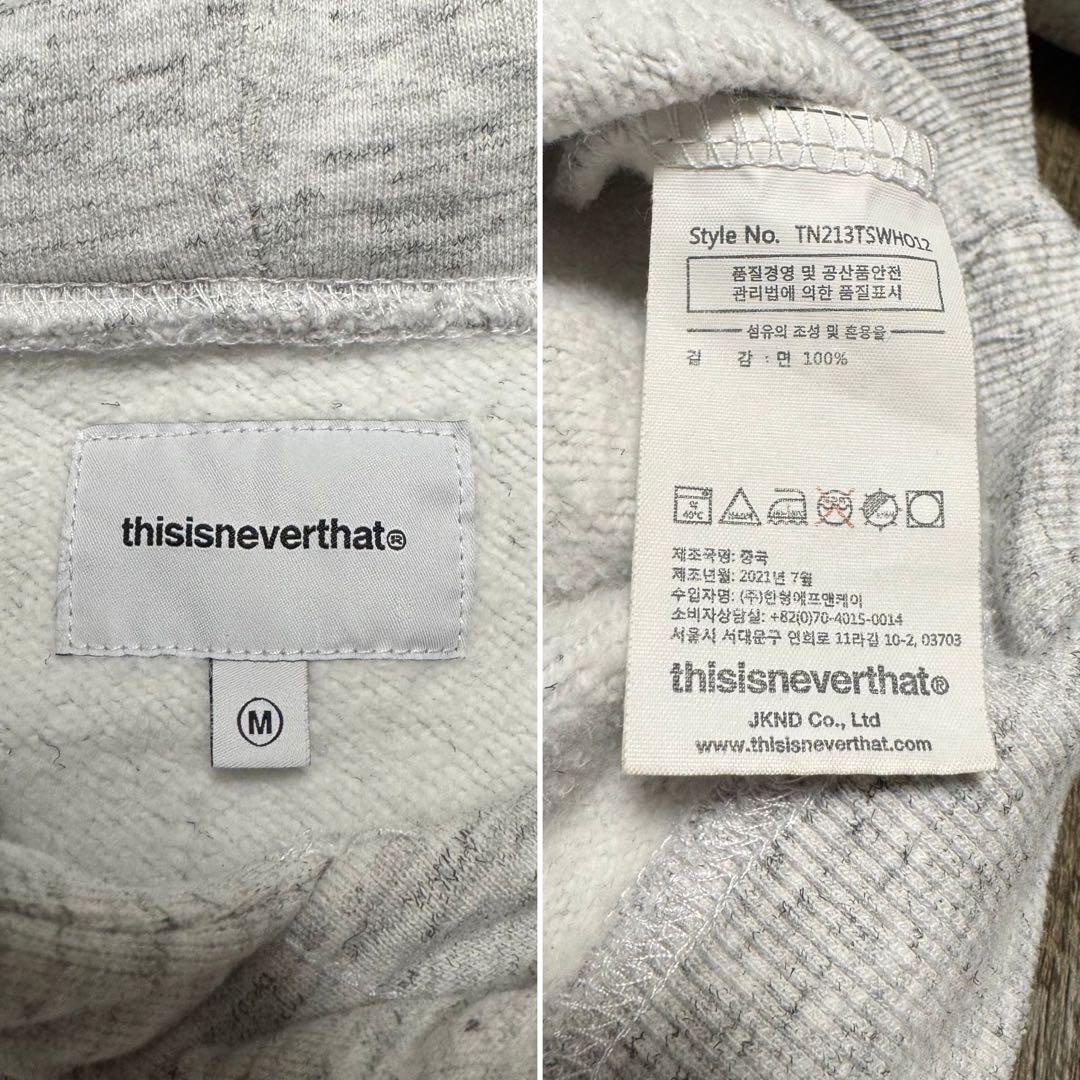 thisisneverthat®
M
Style No. TN213TSWH012
품질경영 및 공산품안전
관리법에 의한 품질표시
섬유의 조성 및 혼용율
겉 감 : 면 100%
40℃
제조국명: 중국
제조년월: 2021년 7월
수입자명: (주)한형에프앤케이
소비자상담실: +82(0)70-4015-0014
서울시 서대문구 연희로 11라길 10-2, 03703
thisisneverthat®
JKND Co., Ltd
www.thisisneverthat.com